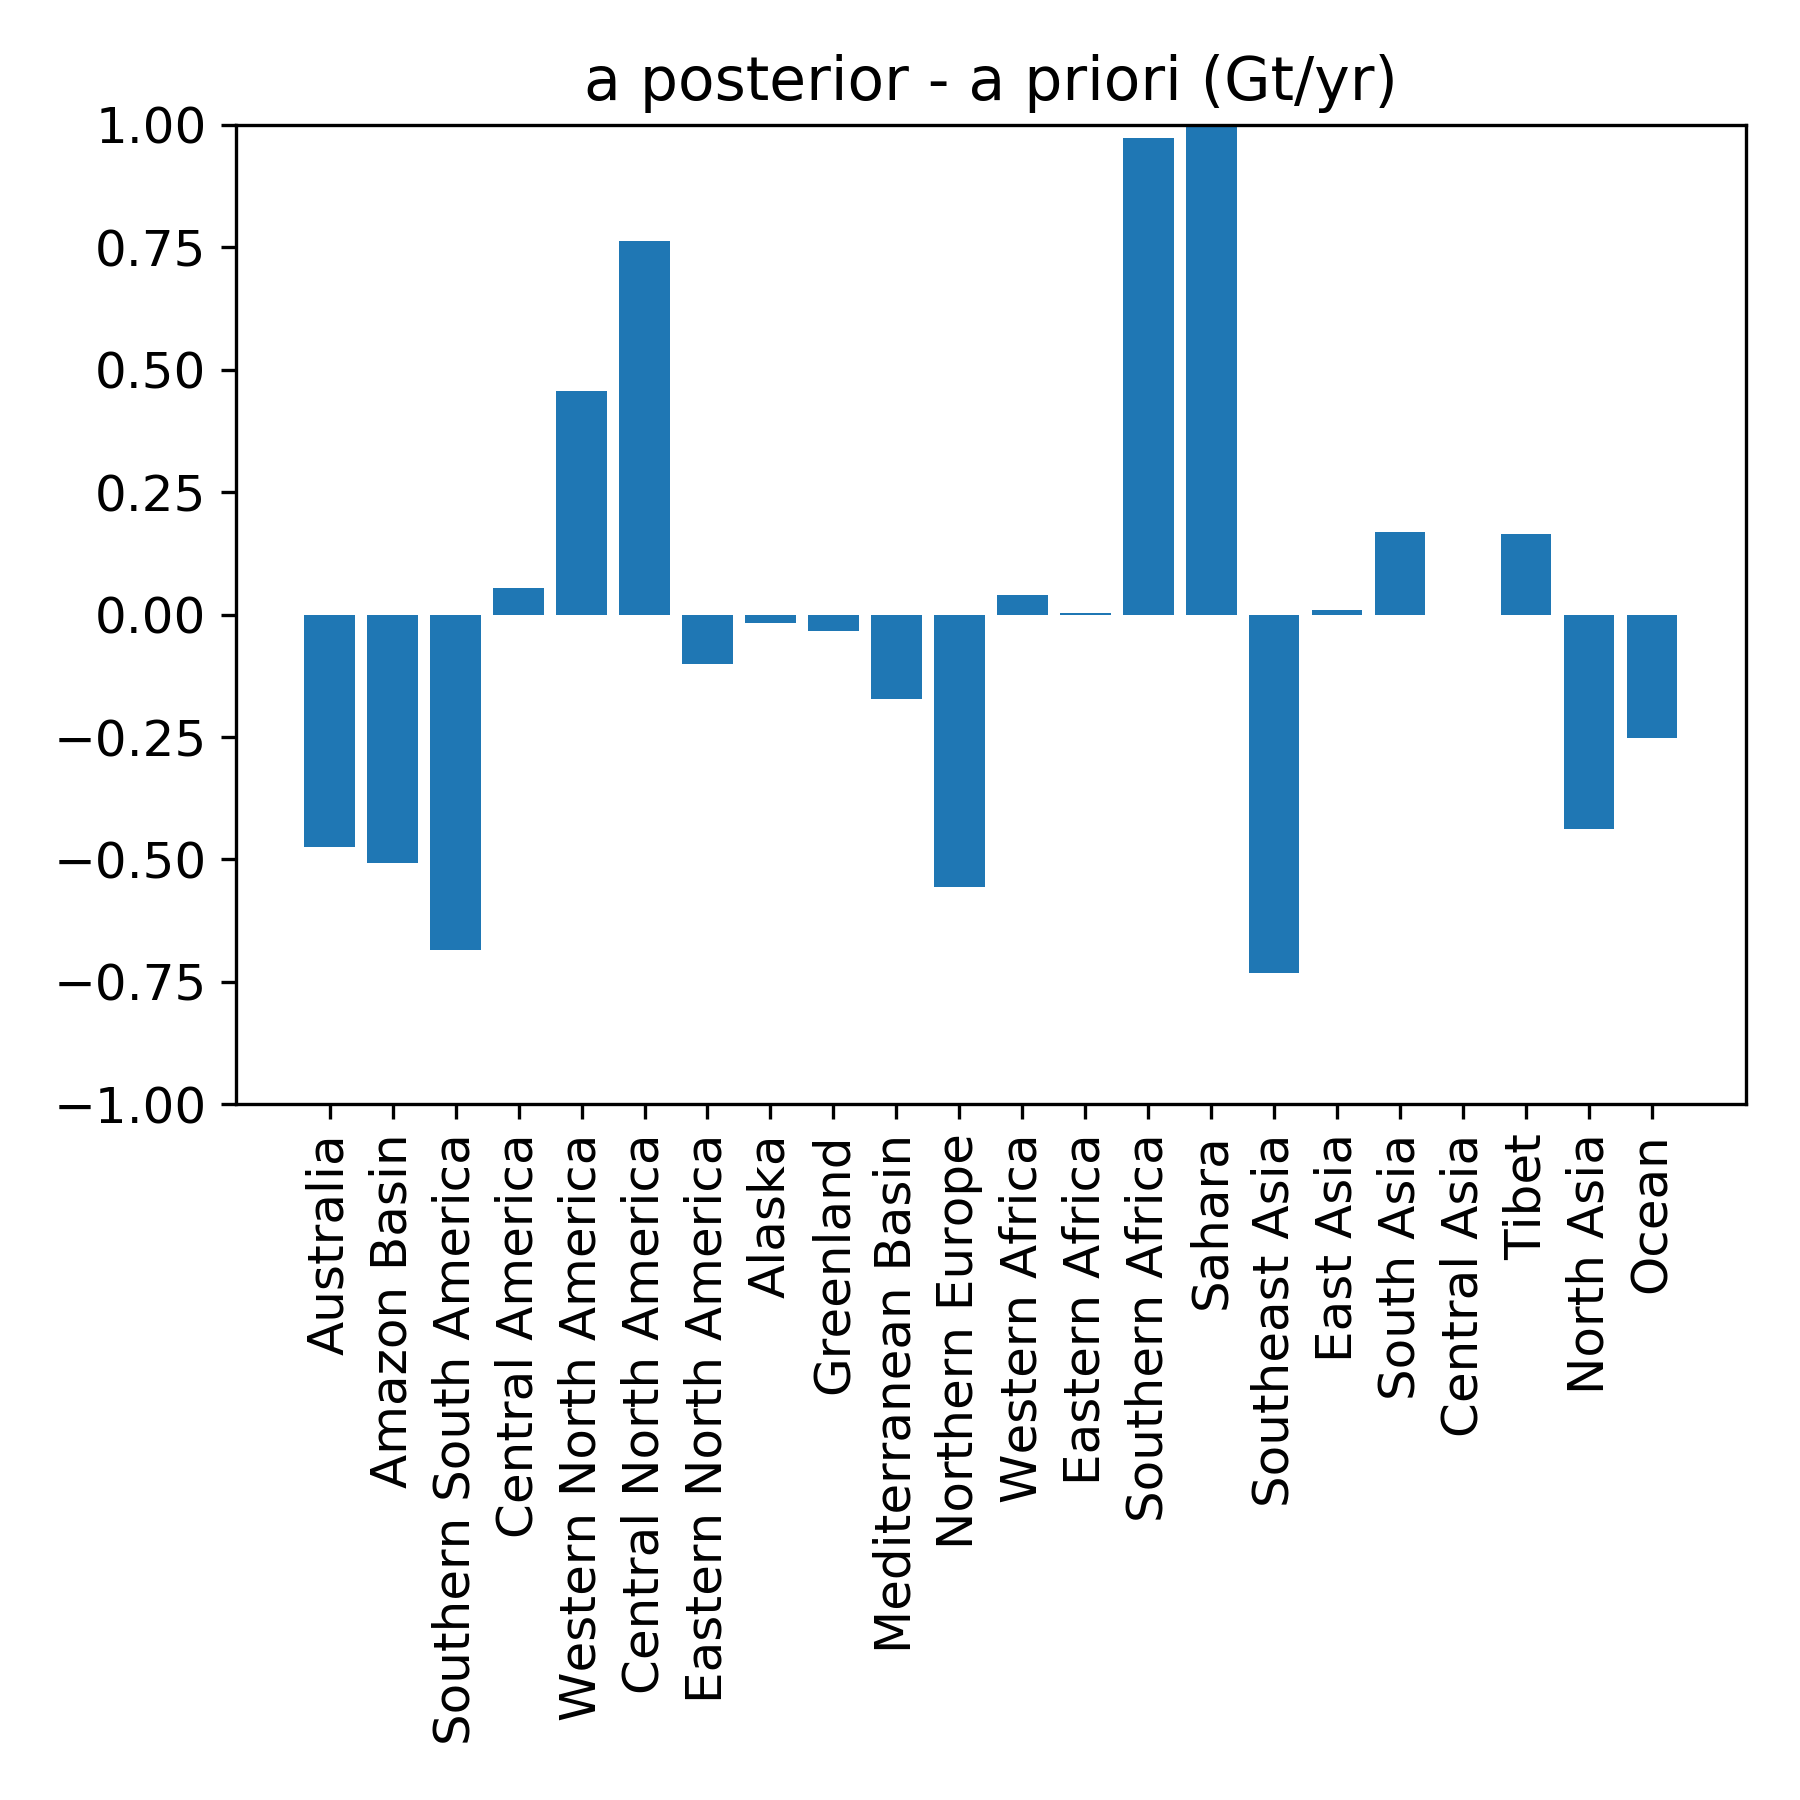 a posterior - a priori (Gt/yr)
1.00
0.75
0.50
0.25
0.00
−0.25
−0.50
−0.75
−1.00
Australia
Amazon Basin
Southern South America
Central America
Western North America
Central North America
Eastern North America
Alaska
Greenland
Mediterranean Basin
Northern Europe
Western Africa
Eastern Africa
Southern Africa
Sahara
Southeast Asia
East Asia
South Asia
Central Asia
Tibet
North Asia
Ocean